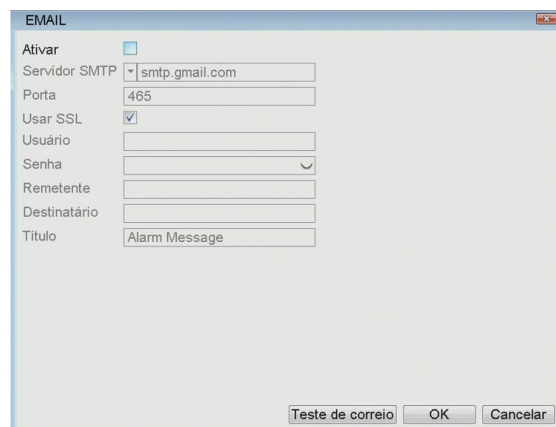 EMAIL
Ativar
Servidor SMTP smtp.gmail.com
Porta 465
Usar SSL
Usuário
Senha
Remetente
Destinatário
Título Alarm Message
Teste de correio OK Cancelar